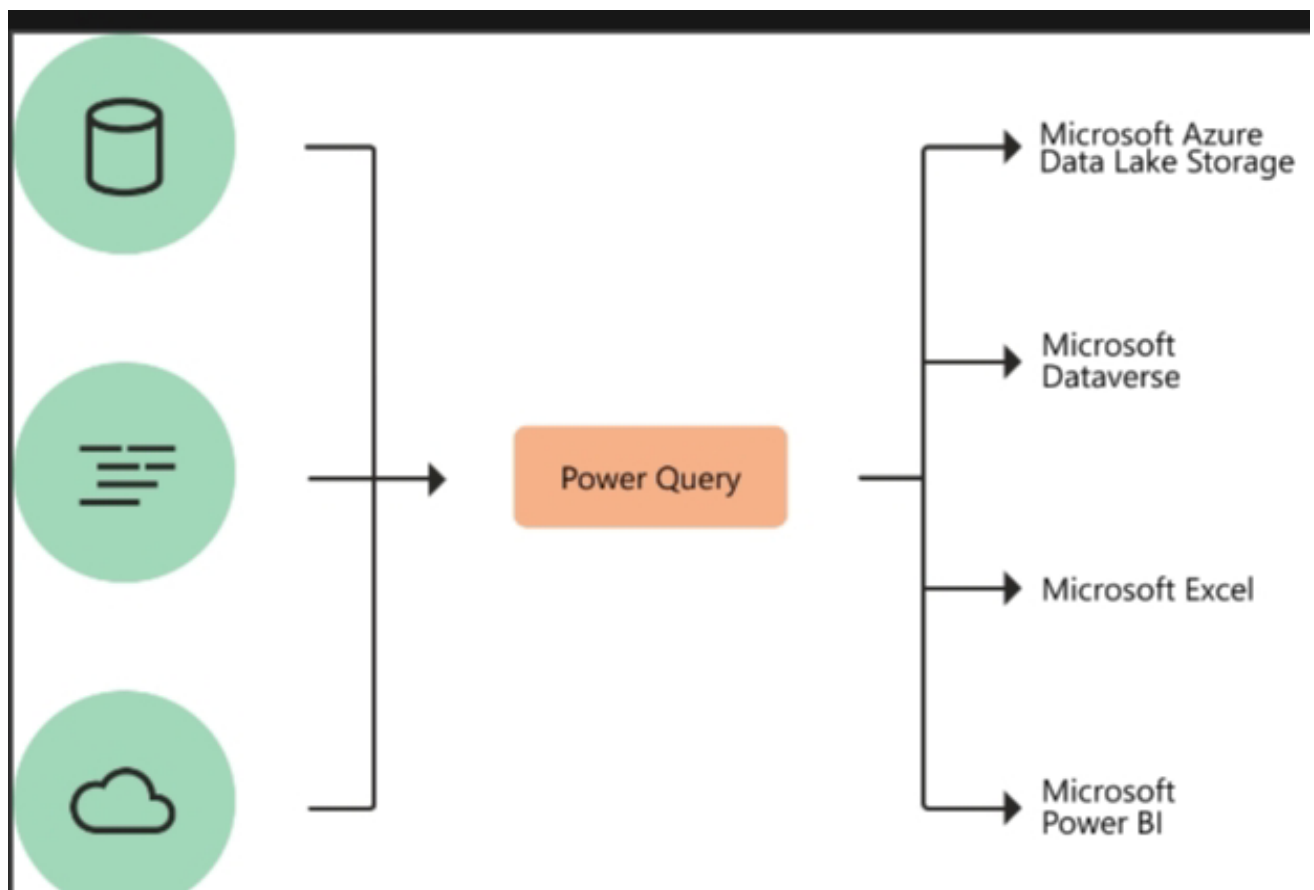 Microsoft Azure
Data Lake Storage
Microsoft
Dataverse
Power Query
Microsoft Excel
Microsoft
Power BI